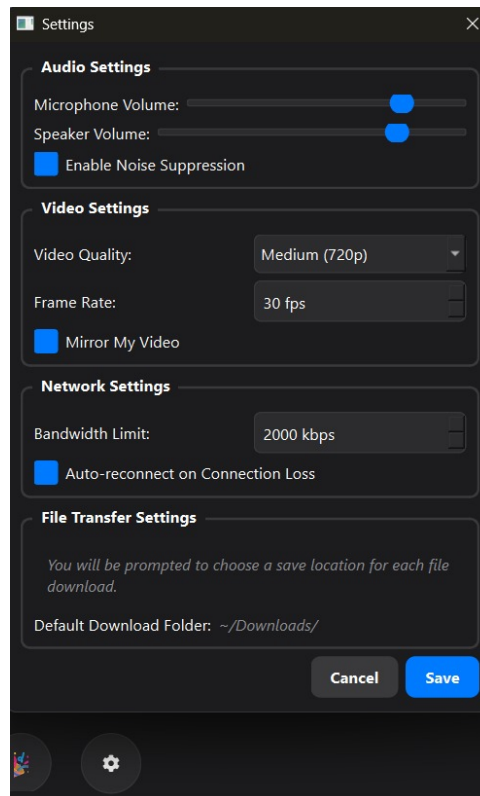 Settings
Audio Settings
Microphone Volume:
Speaker Volume:
Enable Noise Suppression
Video Settings
Video Quality: Medium (720p)
Frame Rate: 30 fps
Mirror My Video
Network Settings
Bandwidth Limit: 2000 kbps
Auto-reconnect on Connection Loss
File Transfer Settings
You will be prompted to choose a save location for each file
download.
Default Download Folder: ~/Downloads/
Cancel Save